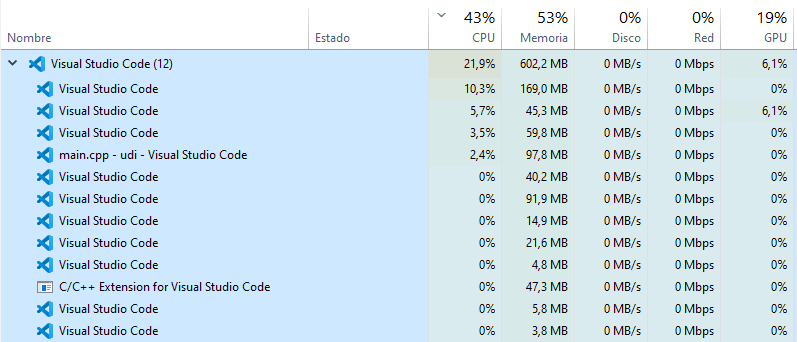 43% 53% 0% 0% 19%
Nombre Estado CPU Memoria Disco Red GPU
Visual Studio Code (12) 21,9% 602,2 MB 0 MB/s 0 Mbps 6,1%
Visual Studio Code 10,3% 169,0 MB 0 MB/s 0 Mbps 0%
Visual Studio Code 5,7% 45,3 MB 0 MB/s 0 Mbps 6,1%
Visual Studio Code 3,5% 59,8 MB 0 MB/s 0 Mbps 0%
main.cpp - udi - Visual Studio Code 2,4% 97,8 MB 0 MB/s 0 Mbps 0%
Visual Studio Code 0% 40,2 MB 0 MB/s 0 Mbps 0%
Visual Studio Code 0% 91,9 MB 0 MB/s 0 Mbps 0%
Visual Studio Code 0% 14,9 MB 0 MB/s 0 Mbps 0%
Visual Studio Code 0% 21,6 MB 0 MB/s 0 Mbps 0%
Visual Studio Code 0% 4,8 MB 0 MB/s 0 Mbps 0%
C/C++ Extension for Visual Studio Code 0% 47,3 MB 0 MB/s 0 Mbps 0%
Visual Studio Code 0% 5,8 MB 0 MB/s 0 Mbps 0%
Visual Studio Code 0% 3,8 MB 0 MB/s 0 Mbps 0%